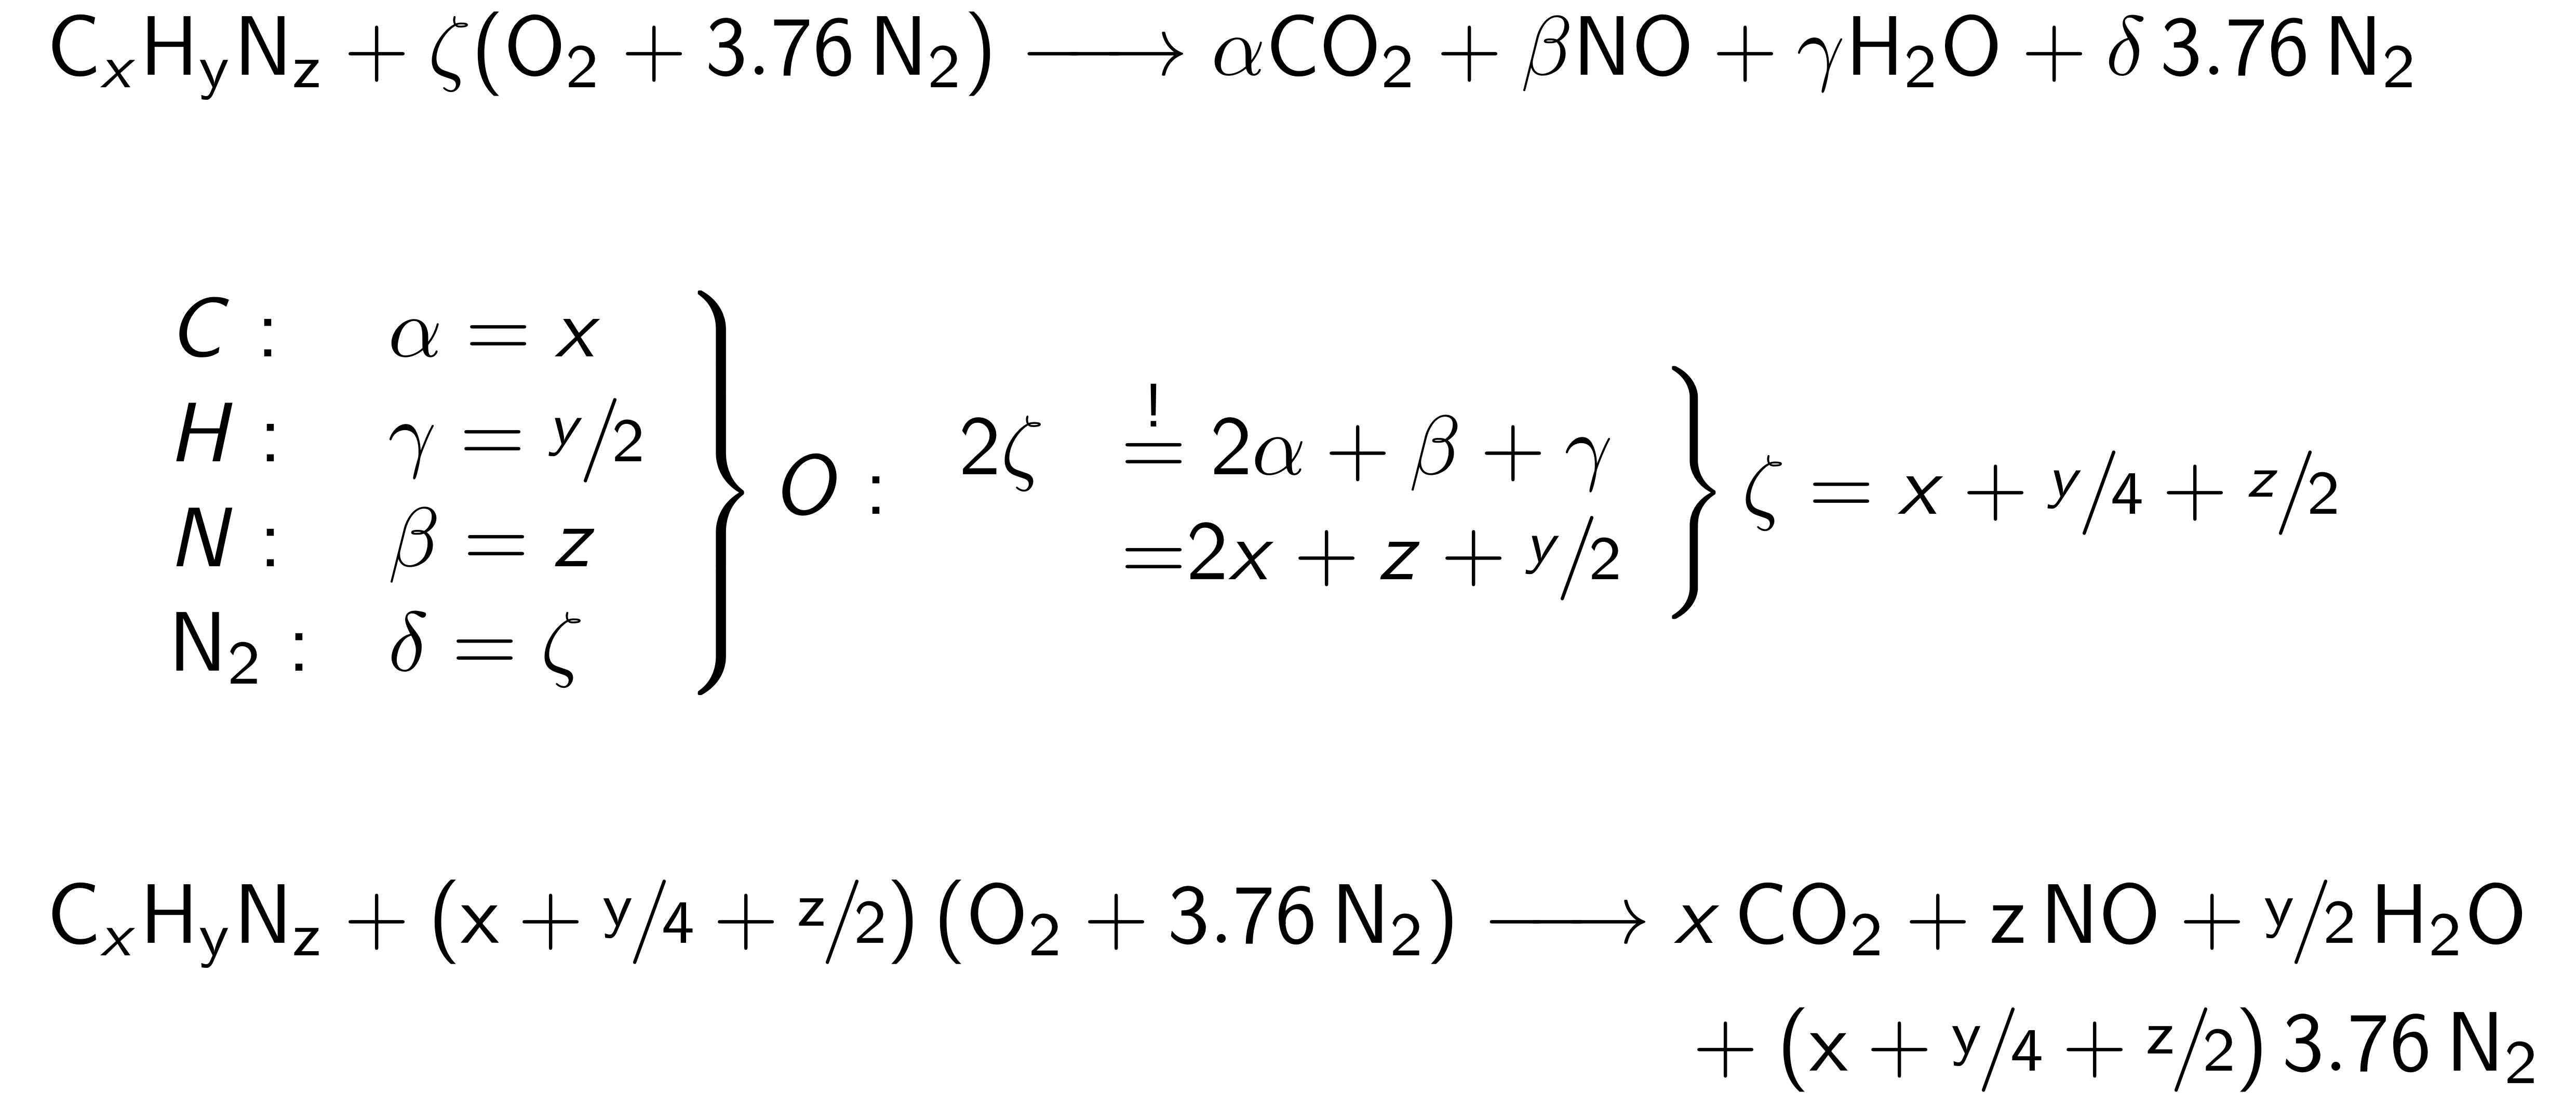 CₓHᵧN_z + ζ(O₂ + 3.76 N₂) ⟶ αCO₂ + βNO + γH₂O + δ 3.76 N₂
C : α = x
H : γ = y/2
N : β = z
N₂ : δ = ζ
O : 2ζ =! 2α + β + γ
=2x + z + y/2
ζ = x + y/4 + z/2
CₓHᵧN_z + (x + y/4 + z/2) (O₂ + 3.76 N₂) ⟶ x CO₂ + z NO + y/2 H₂O
+ (x + y/4 + z/2) 3.76 N₂